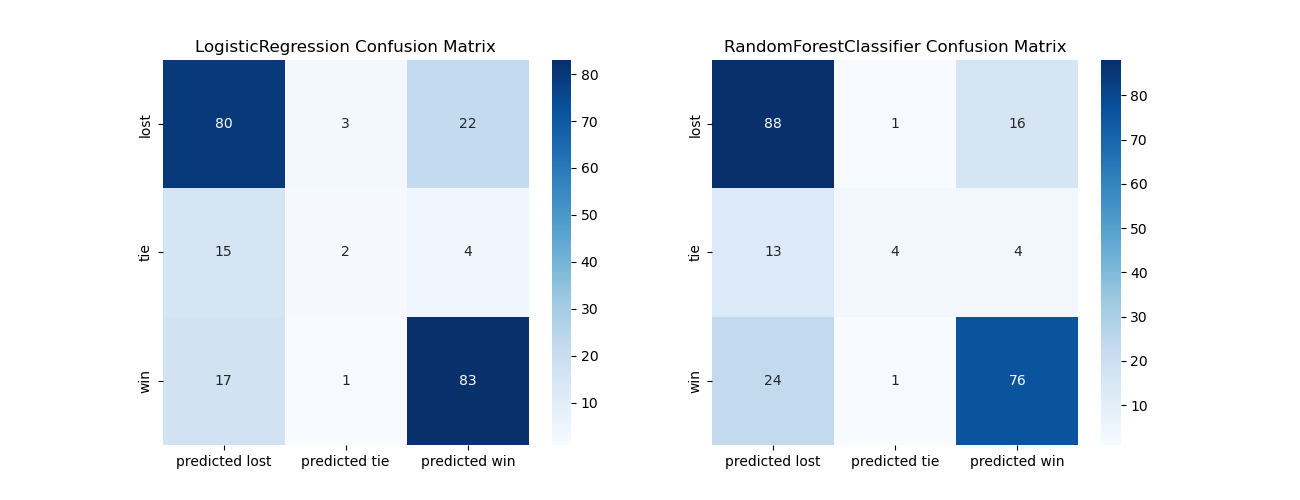 LogisticRegression Confusion Matrix
lost 80 3 22
tie 15 2 4
win 17 1 83
predicted lost predicted tie predicted win
80
70
60
50
40
30
20
10
RandomForestClassifier Confusion Matrix
lost 88 1 16
tie 13 4 4
win 24 1 76
predicted lost predicted tie predicted win
80
70
60
50
40
30
20
10